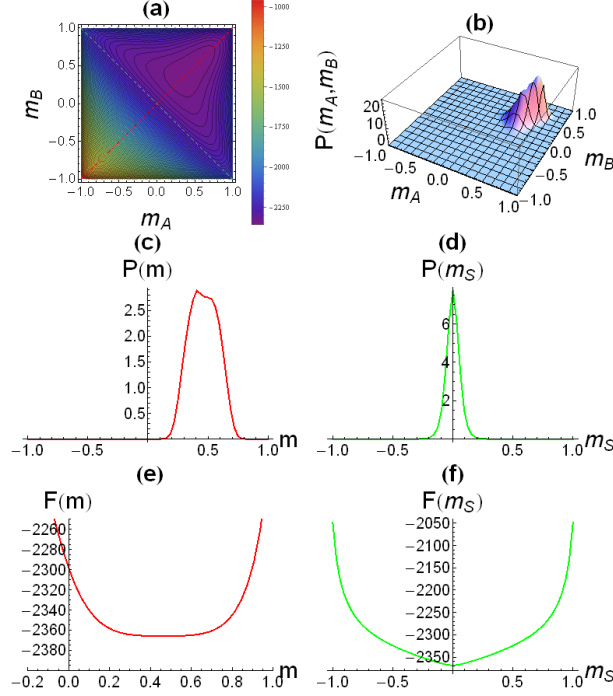 (a)
1.0
0.5
0.0
−0.5
−1.0
m_B
−1.0 −0.5 0.0 0.5 1.0
m_A
−1000
−1250
−1500
−1750
−2000
−2250
(b)
P(m_A,m_B)
20
10
0
−1.0
−0.5
0.0
0.5
1.0
m_A
1.0
0.5
0.0
−0.5
−1.0
m_B
(c)
P(m)
2.5
2.0
1.5
1.0
0.5
−1.0 −0.5 0.5 1.0 m
(d)
P(m_S)
6
4
2
−1.0 −0.5 0.5 1.0 m_S
(e)
F(m)
−2260
−2280
−2300
−2320
−2340
−2360
−2380
−0.2 0.0 0.2 0.4 0.6 0.8 1.0 m
(f)
F(m_S)
−2050
−2100
−2150
−2200
−2250
−2300
−2350
−1.0 −0.5 0.5 1.0 m_S